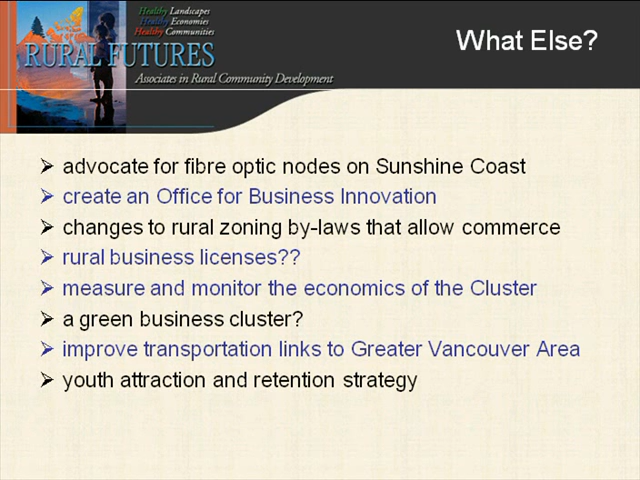 Healthy Landscapes
Healthy Economies
Healthy Communities
RURAL FUTURES
Associates in Rural Community Development
What Else?
advocate for fibre optic nodes on Sunshine Coast
create an Office for Business Innovation
changes to rural zoning by-laws that allow commerce
rural business licenses??
measure and monitor the economics of the Cluster
a green business cluster?
improve transportation links to Greater Vancouver Area
youth attraction and retention strategy